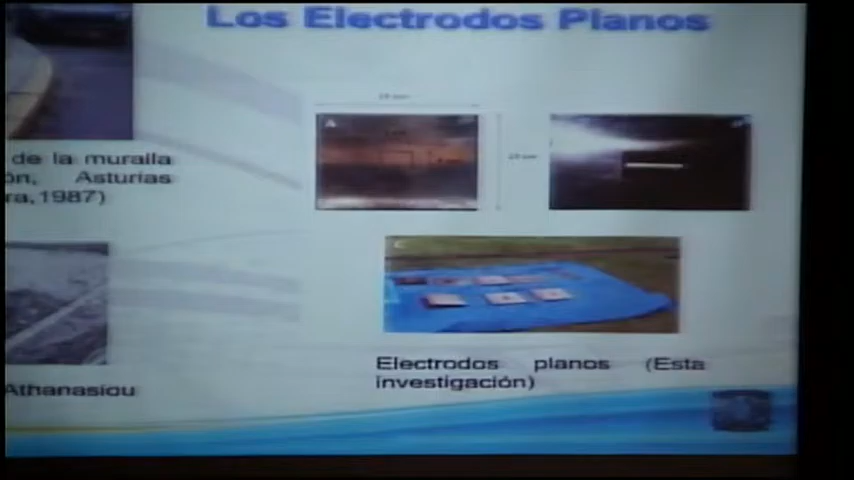 Los Electrodos Planos
de la muralla
ón, Asturias
ra,1987)
A
C
Athanasiou
Electrodos planos (Esta
investigación)